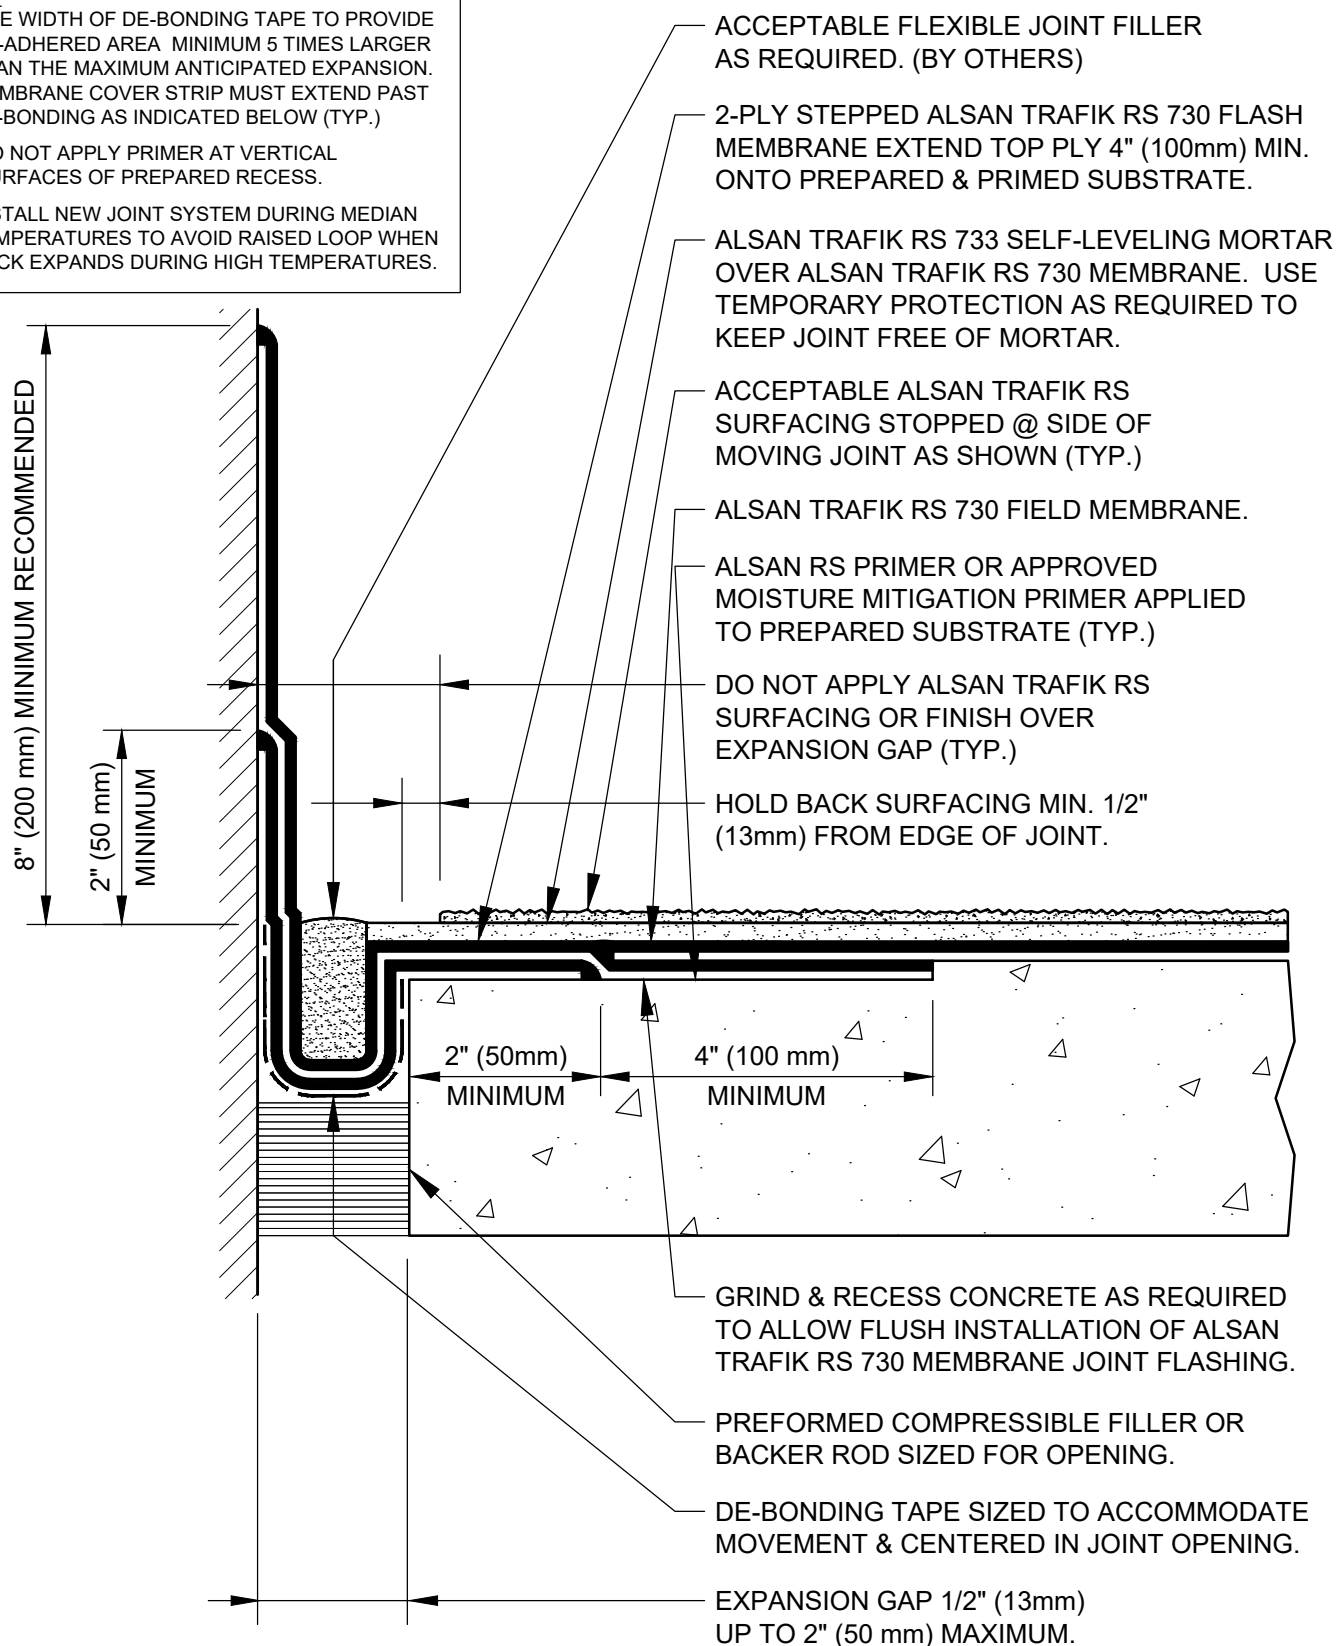 WIDTH OF DE-BONDING TAPE TO PROVIDE
-ADHERED AREA MINIMUM 5 TIMES LARGER
THE MAXIMUM ANTICIPATED EXPANSION.
COVER STRIP MUST EXTEND PAST
-BONDING AS INDICATED BELOW (TYP.)
NOT APPLY PRIMER AT VERTICAL
OF PREPARED RECESS.
NEW JOINT SYSTEM DURING MEDIAN
TO AVOID RAISED LOOP WHEN
EXPANDS DURING HIGH TEMPERATURES.
ACCEPTABLE FLEXIBLE JOINT FILLER
AS REQUIRED. (BY OTHERS)
2-PLY STEPPED ALSAN TRAFIK RS 730 FLASH
MEMBRANE EXTEND TOP PLY 4" (100mm) MIN.
ONTO PREPARED & PRIMED SUBSTRATE.
ALSAN TRAFIK RS 733 SELF-LEVELING MORTAR
OVER ALSAN TRAFIK RS 730 MEMBRANE. USE
TEMPORARY PROTECTION AS REQUIRED TO
KEEP JOINT FREE OF MORTAR.
ACCEPTABLE ALSAN TRAFIK RS
SURFACING STOPPED @ SIDE OF
MOVING JOINT AS SHOWN (TYP.)
ALSAN TRAFIK RS 730 FIELD MEMBRANE.
ALSAN RS PRIMER OR APPROVED
MOISTURE MITIGATION PRIMER APPLIED
TO PREPARED SUBSTRATE (TYP.)
DO NOT APPLY ALSAN TRAFIK RS
SURFACING OR FINISH OVER
EXPANSION GAP (TYP.)
HOLD BACK SURFACING MIN. 1/2"
(13mm) FROM EDGE OF JOINT.
8" (200 mm) MINIMUM RECOMMENDED
2" (50 mm)
MINIMUM
2" (50mm)
MINIMUM
4" (100 mm)
MINIMUM
GRIND & RECESS CONCRETE AS REQUIRED
TO ALLOW FLUSH INSTALLATION OF ALSAN
TRAFIK RS 730 MEMBRANE JOINT FLASHING.
PREFORMED COMPRESSIBLE FILLER OR
BACKER ROD SIZED FOR OPENING.
DE-BONDING TAPE SIZED TO ACCOMMODATE
MOVEMENT & CENTERED IN JOINT OPENING.
EXPANSION GAP 1/2" (13mm)
UP TO 2" (50 mm) MAXIMUM.